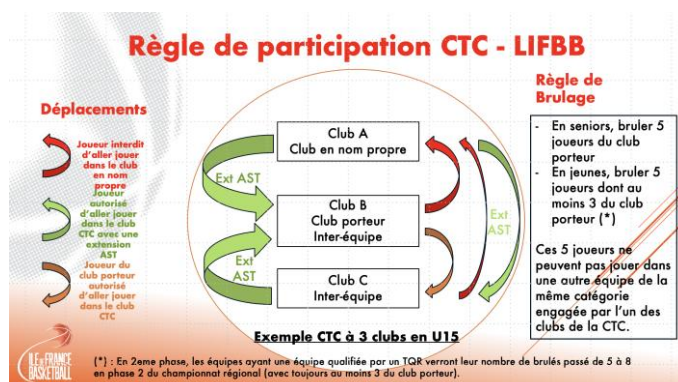 Règle de participation CTC - LIFBB
Déplacements
Joueur interdit
d'aller jouer
dans le club
en nom
propre
Joueur
autorisé
d'aller jouer
dans le club
CTC avec une
extension
AST
Joueur du
club porteur
autorisé
d'aller jouer
dans le club
CTC
Club A
Club en nom propre
Ext AST
Club B
Club porteur
Inter-équipe
Ext
AST
Club C
Inter-équipe
Ext
AST
Exemple CTC à 3 clubs en U15
Règle de
Brulage
- En seniors, bruler 5
joueurs du club
porteur
- En jeunes, bruler 5
joueurs dont au
moins 3 du club
porteur (*)
Ces 5 joueurs ne
peuvent pas jouer dans
une autre équipe de la
même catégorie
engagée par l'un des
clubs de la CTC.
ILE DE FRANCE
BASKETBALL
(*) : En 2eme phase, les équipes ayant une équipe qualifiée par un TQR verront leur nombre de brulés passé de 5 à 8
en phase 2 du championnat régional (avec toujours au moins 3 du club porteur).